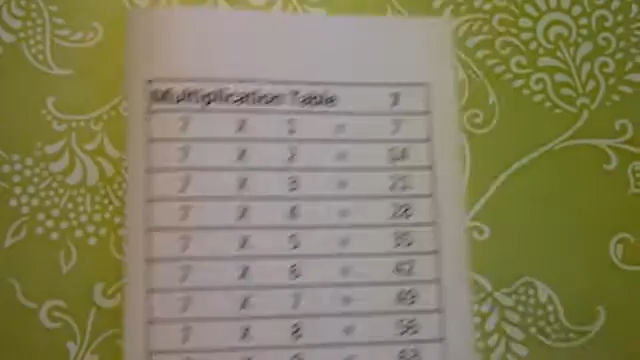 Multiplication Table 7
7 X 1 = 7
7 X 2 = 14
7 X 3 = 21
7 X 4 = 28
7 X 5 = 35
7 X 6 = 42
7 X 7 = 49
7 X 8 = 56